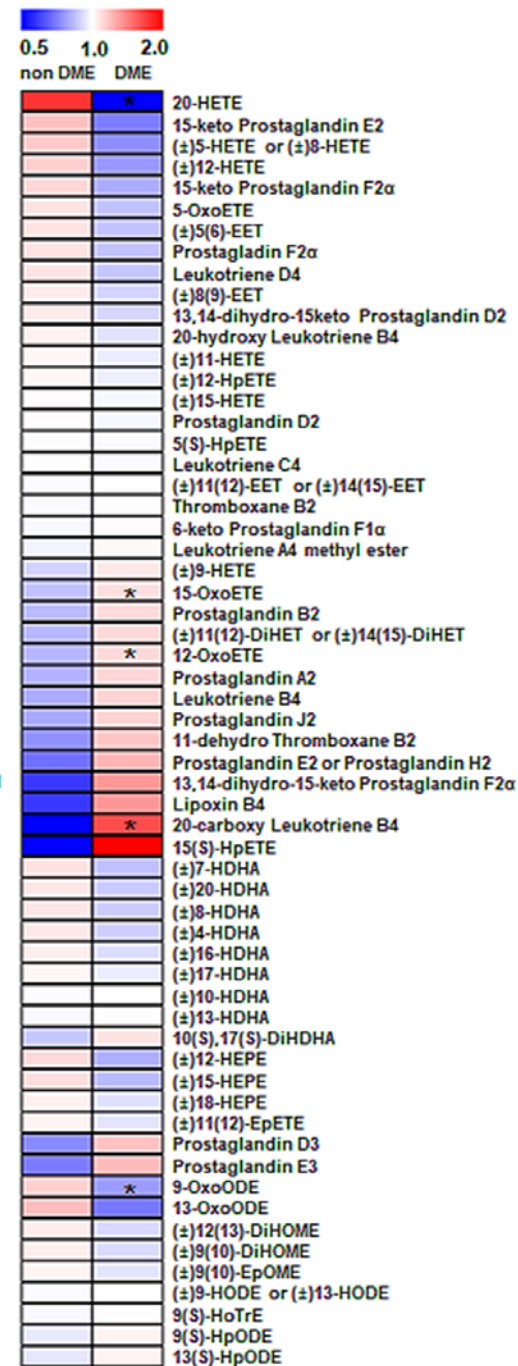 0.5 1.0 2.0
non DME DME
* 20-HETE
15-keto Prostaglandin E2
(±)5-HETE or (±)8-HETE
(±)12-HETE
15-keto Prostaglandin F2α
5-OxoETE
(±)5(6)-EET
Prostagladin F2α
Leukotriene D4
(±)8(9)-EET
13,14-dihydro-15keto Prostaglandin D2
20-hydroxy Leukotriene B4
(±)11-HETE
(±)12-HpETE
(±)15-HETE
Prostaglandin D2
5(S)-HpETE
Leukotriene C4
(±)11(12)-EET or (±)14(15)-EET
Thromboxane B2
6-keto Prostaglandin F1α
Leukotriene A4 methyl ester
(±)9-HETE
* 15-OxoETE
Prostaglandin B2
(±)11(12)-DiHET or (±)14(15)-DiHET
* 12-OxoETE
Prostaglandin A2
Leukotriene B4
Prostaglandin J2
11-dehydro Thromboxane B2
Prostaglandin E2 or Prostaglandin H2
13,14-dihydro-15-keto Prostaglandin F2α
Lipoxin B4
* 20-carboxy Leukotriene B4
15(S)-HpETE
(±)7-HDHA
(±)20-HDHA
(±)8-HDHA
(±)4-HDHA
(±)16-HDHA
(±)17-HDHA
(±)10-HDHA
(±)13-HDHA
10(S),17(S)-DiHDHA
(±)12-HEPE
(±)15-HEPE
(±)18-HEPE
(±)11(12)-EpETE
Prostaglandin D3
Prostaglandin E3
* 9-OxoODE
13-OxoODE
(±)12(13)-DiHOME
(±)9(10)-DiHOME
(±)9(10)-EpOME
(±)9-HODE or (±)13-HODE
9(S)-HoTrE
9(S)-HpODE
13(S)-HpODE